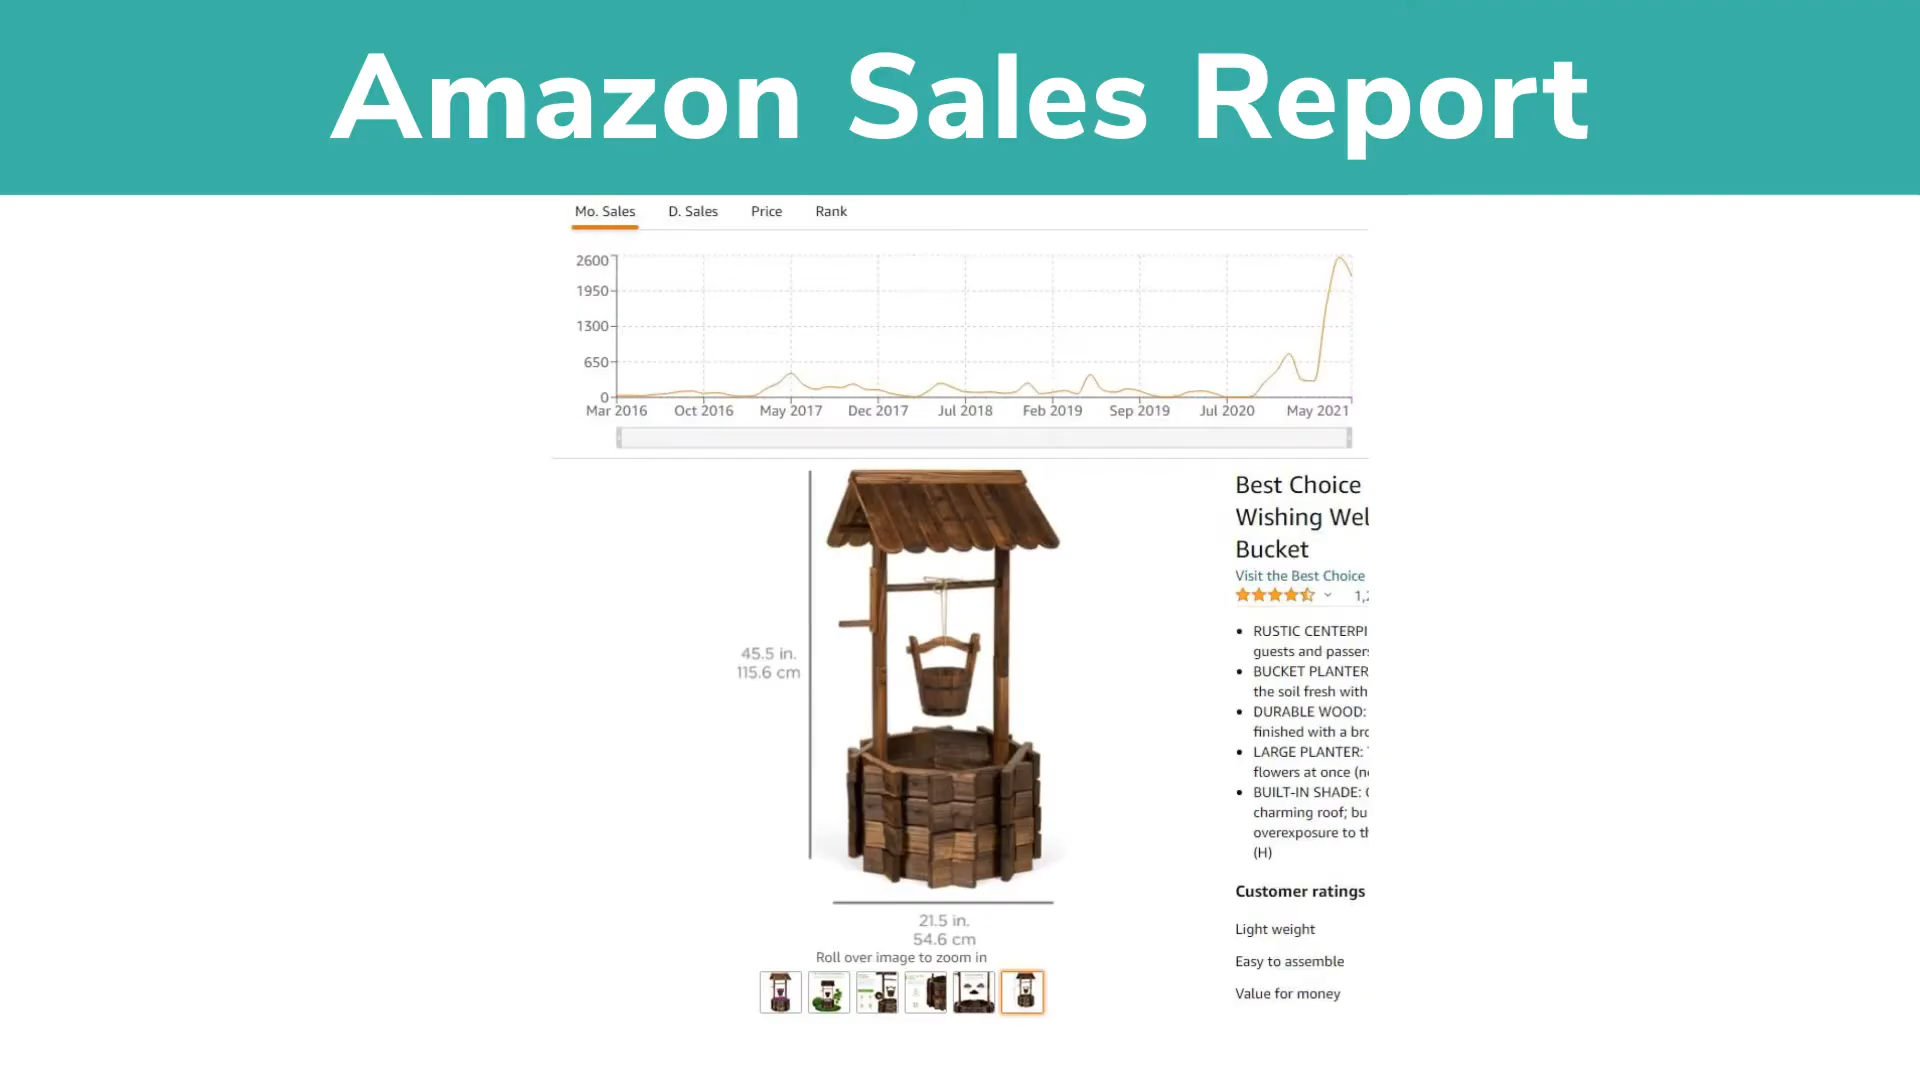 Amazon Sales Report
Mo. Sales D. Sales Price Rank
2600
1950
1300
650
0
Mar 2016 Oct 2016 May 2017 Dec 2017 Jul 2018 Feb 2019 Sep 2019 Jul 2020 May 2021
45.5 in.
115.6 cm
21.5 in.
54.6 cm
Roll over image to zoom in
Best Choice
Wishing Wel
Bucket
Visit the Best Choice
1,2
• RUSTIC CENTERPI
guests and passers
• BUCKET PLANTER
the soil fresh with
• DURABLE WOOD:
finished with a bro
• LARGE PLANTER:
flowers at once (no
• BUILT-IN SHADE:
charming roof; bu
overexposure to th
(H)
Customer ratings
Light weight
Easy to assemble
Value for money